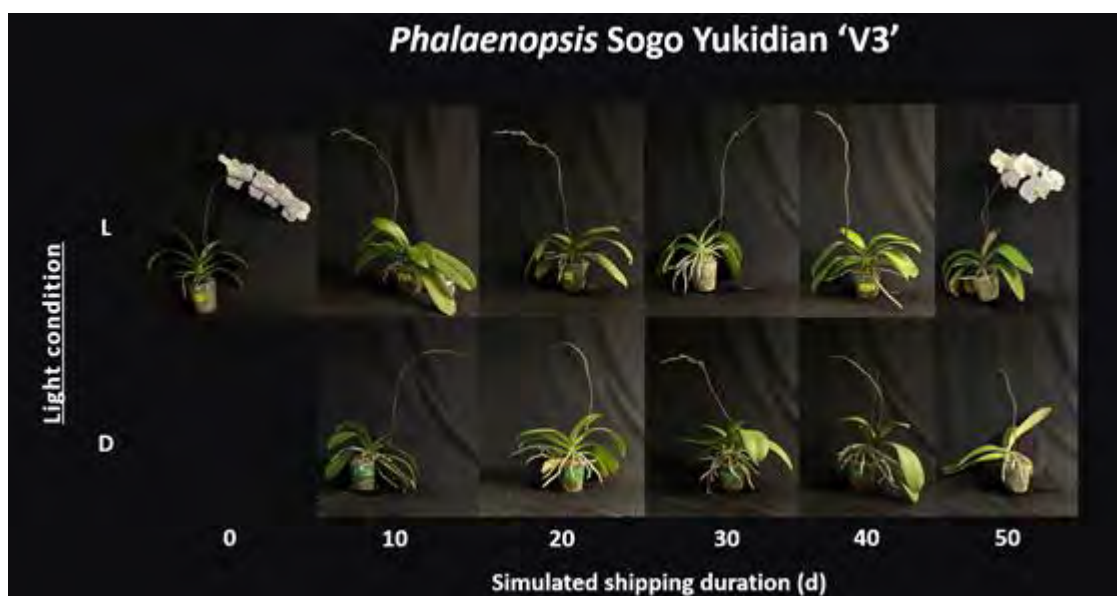 Phalaenopsis Sogo Yukidian ‘V3’
L
Light condition
D
0 10 20 30 40 50
Simulated shipping duration (d)